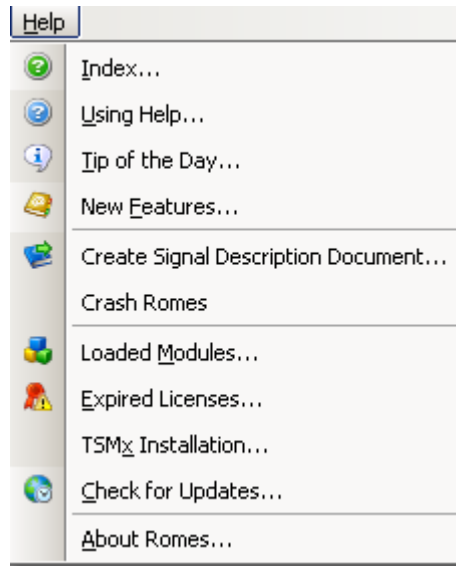 Help
Index...
Using Help...
Tip of the Day...
New Features...
Create Signal Description Document...
Crash Romes
Loaded Modules...
Expired Licenses...
TSMx Installation...
Check for Updates...
About Romes...